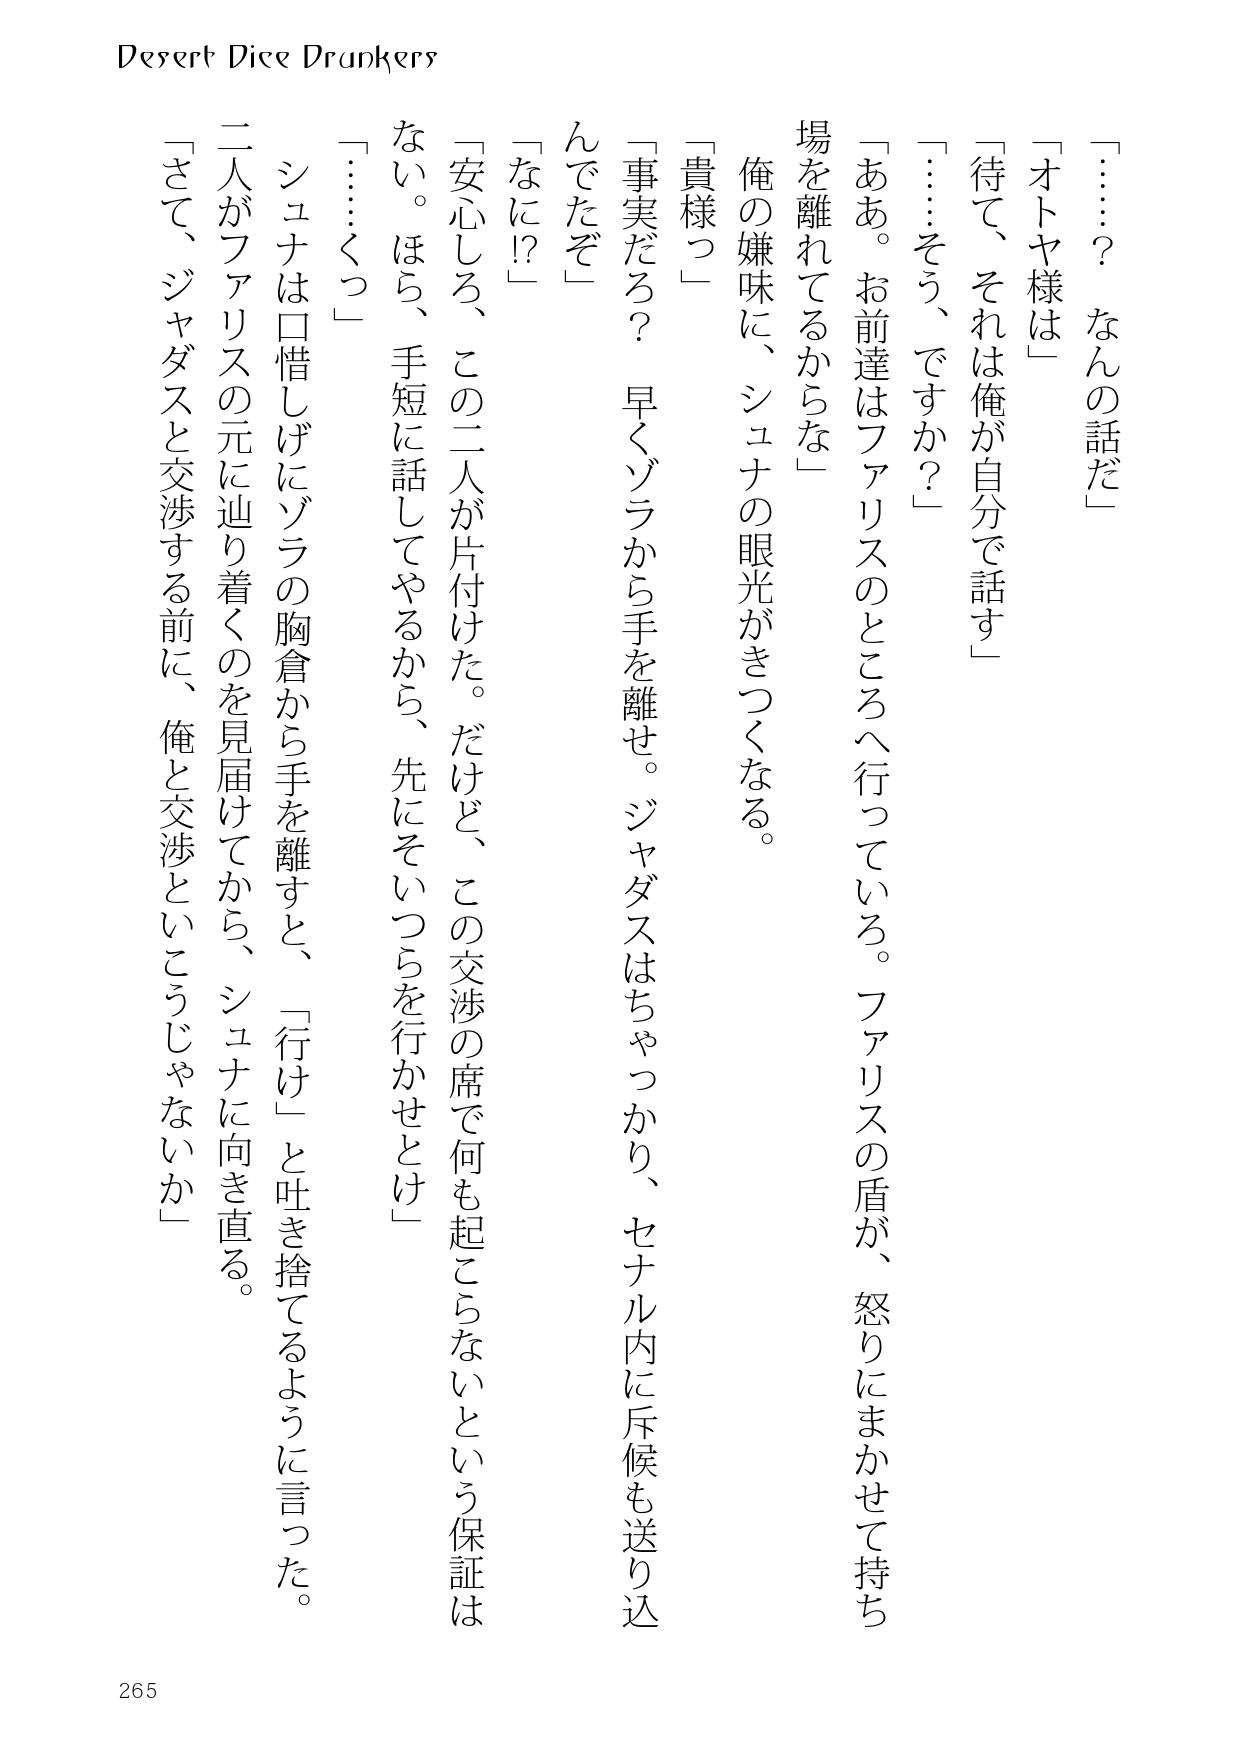 Desert Dice Drunkers
「……？　なんの話だ」
「オトヤ様は」
「待て、それは俺が自分で話す」
「……そう、ですか？」
「ああ。お前達はファリスのところへ行っていろ。ファリスの盾が、怒りにまかせて持ち
場を離れてるからな」
　俺の嫌味に、シュナの眼光がきつくなる。
「貴様っ」
「事実だろ？　早くゾラから手を離せ。ジャダスはちゃっかり、セナル内に斥候も送り込
んでたぞ」
「なに!?」
「安心しろ、この二人が片付けた。だけど、この交渉の席で何も起こらないという保証は
ない。ほら、手短に話してやるから、先にそいつらを行かせとけ」
「……くっ」
　シュナは口惜しげにゾラの胸倉から手を離すと、「行け」と吐き捨てるように言った。
二人がファリスの元に辿り着くのを見届けてから、シュナに向き直る。
「さて、ジャダスと交渉する前に、俺と交渉といこうじゃないか」
265